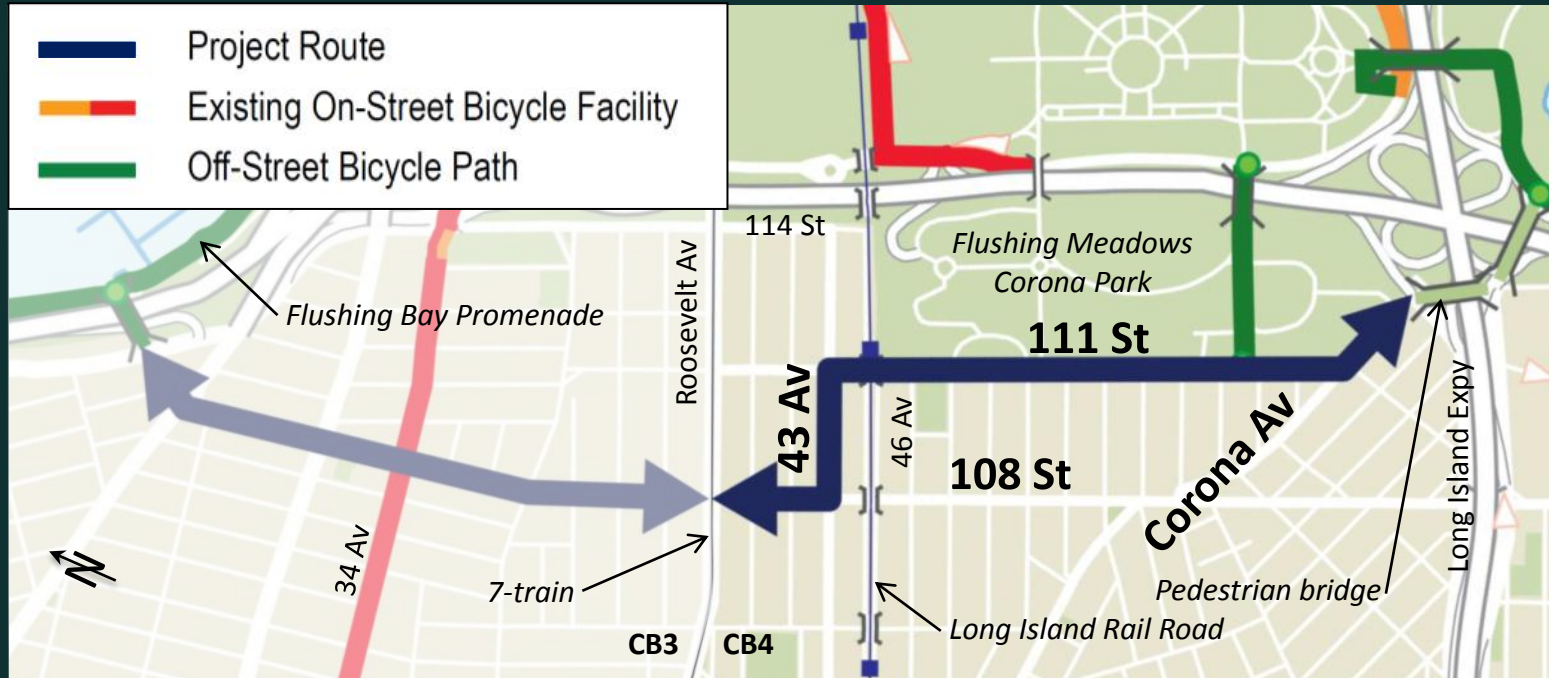 Project Route
Existing On-Street Bicycle Facility
Off-Street Bicycle Path
114 St
Flushing Meadows
Corona Park
Roosevelt Av
Flushing Bay Promenade
111 St
43 Av
46 Av
108 St
Corona Av
Long Island Expy
N
34 Av
7-train
Pedestrian bridge
Long Island Rail Road
CB3
CB4